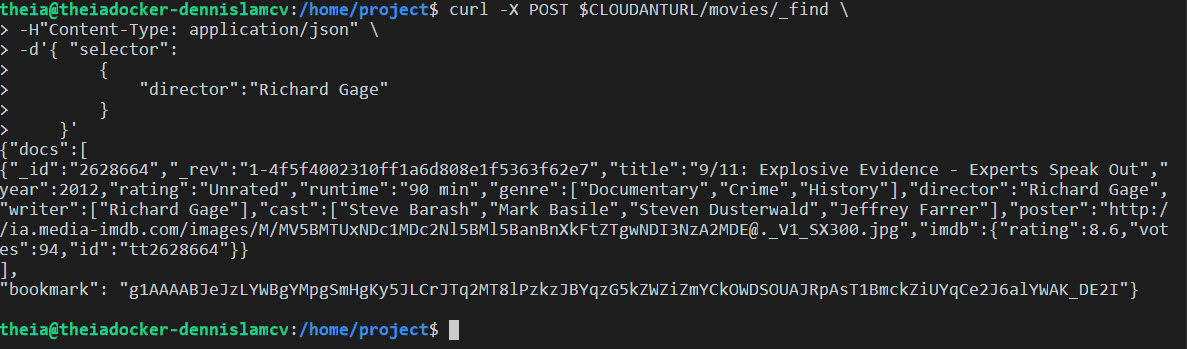 theia@theiadocker-dennislamcv:/home/project$ curl -X POST $CLOUDANTURL/movies/_find \
> -H"Content-Type: application/json" \
> -d'{ "selector":
>         {
>             "director":"Richard Gage"
>         }
>     }'
{"docs":[
{"_id":"2628664","_rev":"1-4f5f4002310ff1a6d808e1f5363f62e7","title":"9/11: Explosive Evidence - Experts Speak Out","
year":2012,"rating":"Unrated","runtime":"90 min","genre":["Documentary","Crime","History"],"director":"Richard Gage",
"writer":["Richard Gage"],"cast":["Steve Barash","Mark Basile","Steven Dusterwald","Jeffrey Farrer"],"poster":"http:/
/ia.media-imdb.com/images/M/MV5BMTUxNDc1MDc2Nl5BMl5BanBnXkFtZTgwNDI3NzA2MDE@._V1_SX300.jpg","imdb":{"rating":8.6,"vot
es":94,"id":"tt2628664"}}
],
"bookmark": "g1AAAABJeJzLYWBgYMpgSmHgKy5JLCrJTq2MT8lPzkzJBYqzG5kZWZiZmYCkOWDSOUAJRpAsT1BmckZiUYqCe2J6alYWAK_DE2I"}
theia@theiadocker-dennislamcv:/home/project$